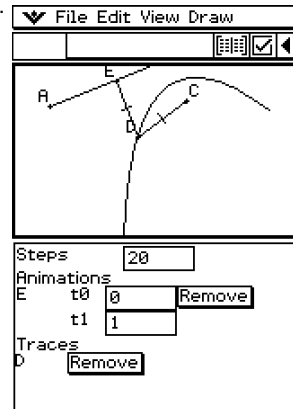 File Edit View Draw
E
A
C
D
Steps 20
Animations
E t0 0 Remove
t1 1
Traces
D Remove